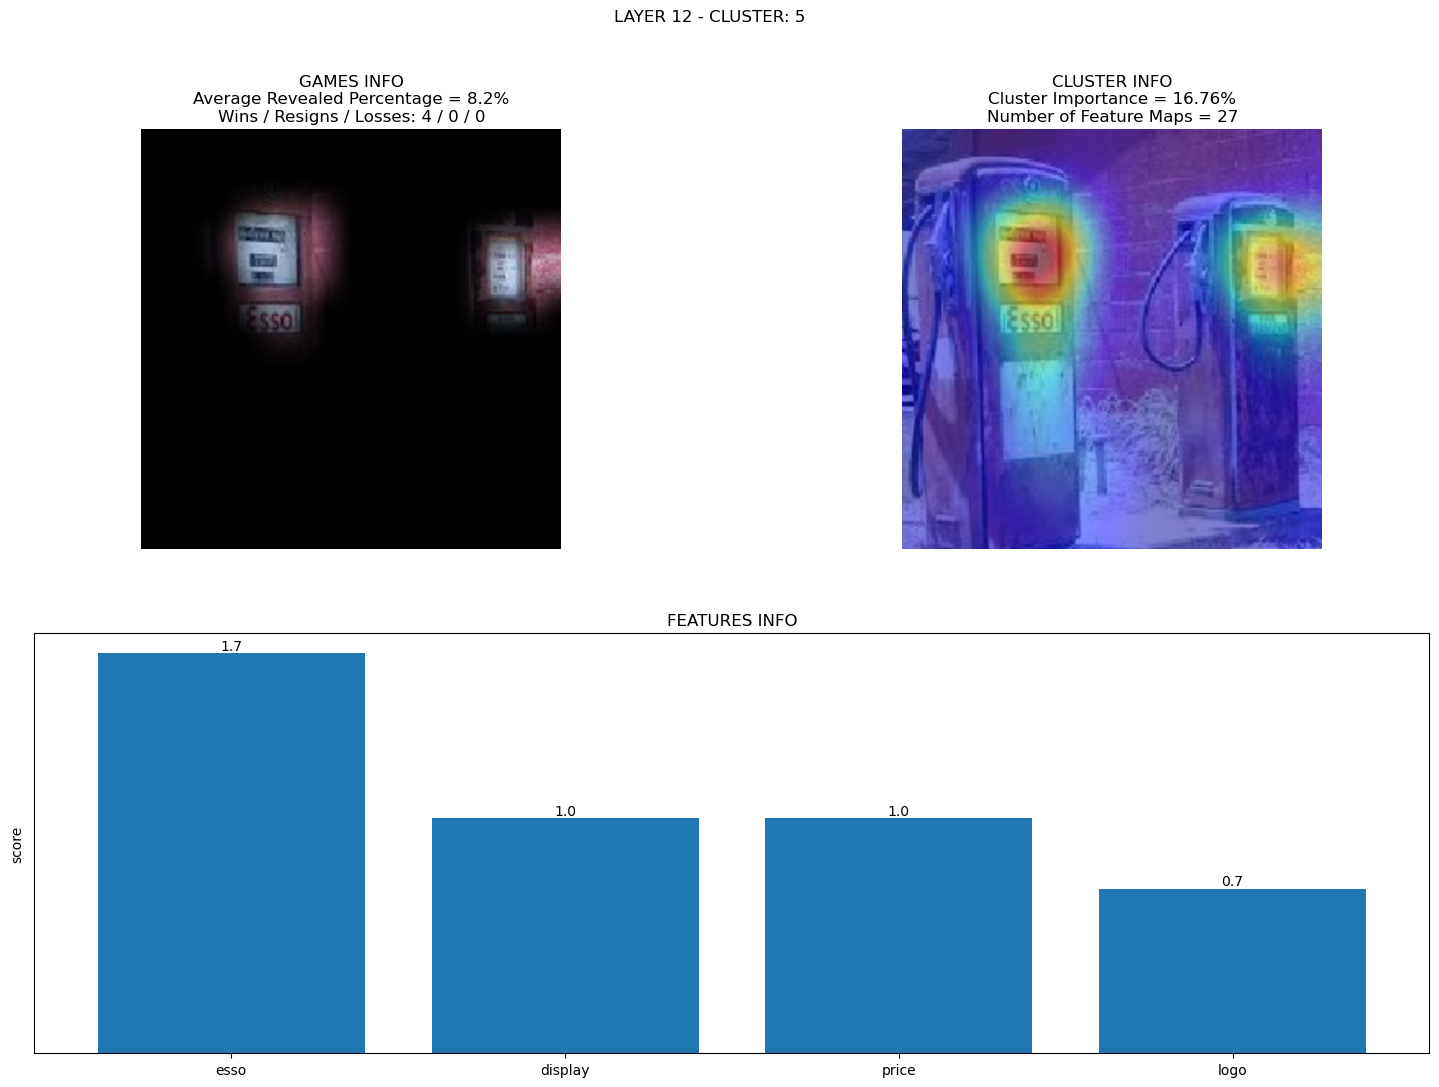 LAYER 12 - CLUSTER: 5
GAMES INFO
Average Revealed Percentage = 8.2%
Wins / Resigns / Losses: 4 / 0 / 0
CLUSTER INFO
Cluster Importance = 16.76%
Number of Feature Maps = 27
ESSO
ESSO
FEATURES INFO
score
1.7
1.0
1.0
0.7
esso
display
price
logo